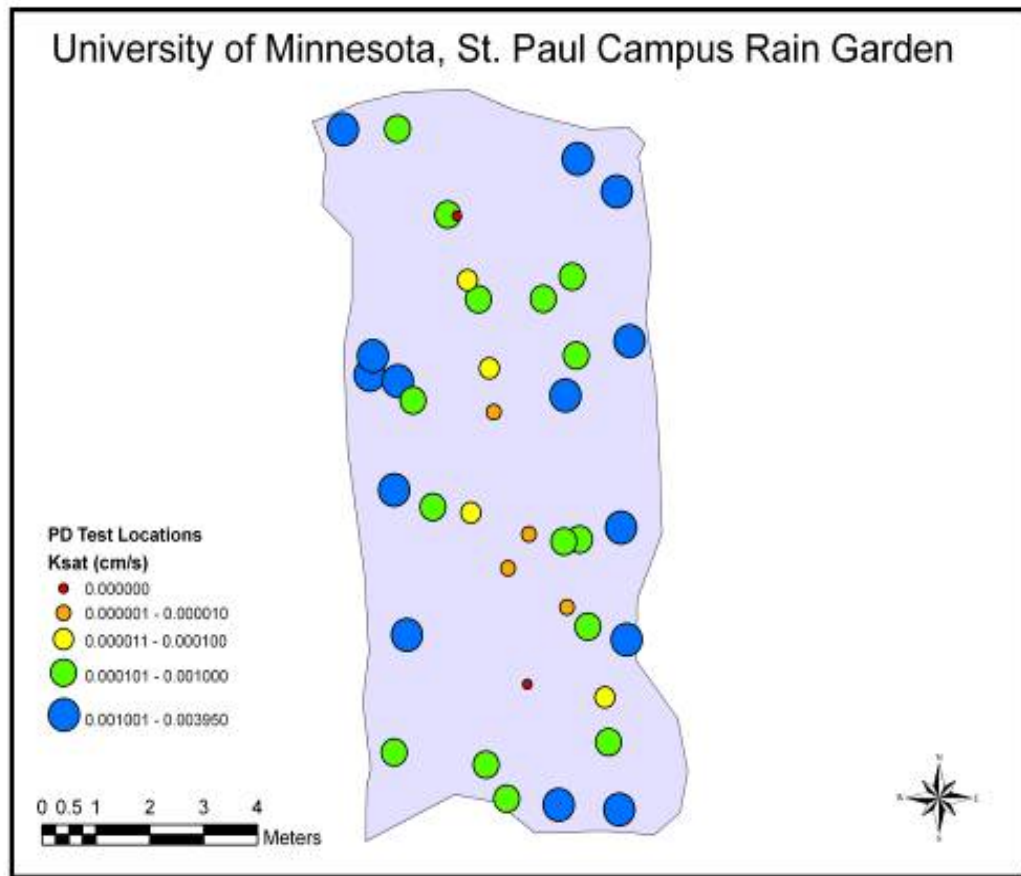 University of Minnesota, St. Paul Campus Rain Garden
PD Test Locations
Ksat (cm/s)
0.000000
0.000001 - 0.000010
0.000011 - 0.000100
0.000101 - 0.001000
0.001001 - 0.003950
0 0.5 1 2 3 4
Meters
N
E
S